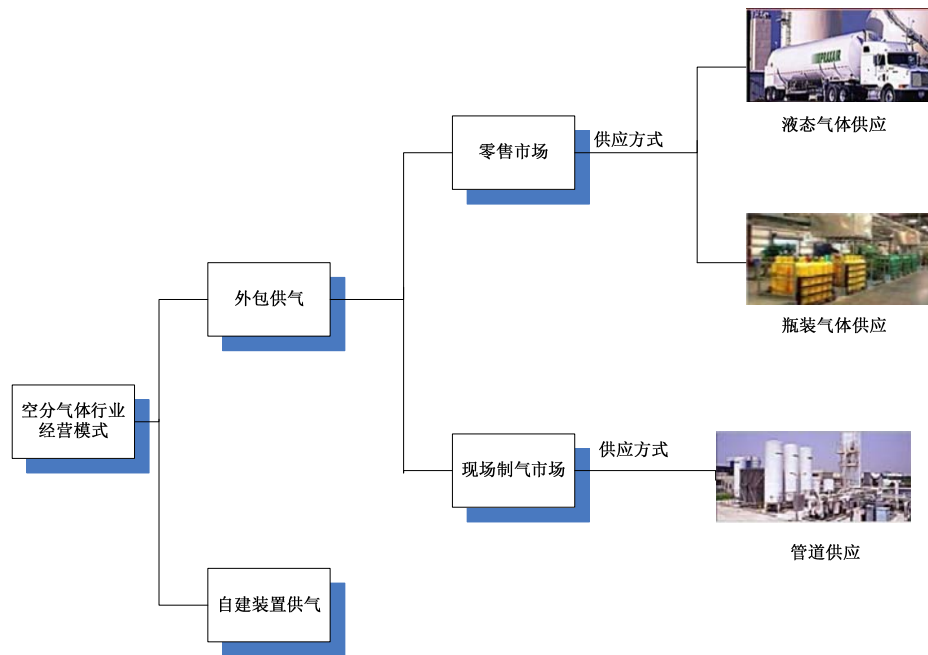 PRAXAIR
液态气体供应
零售市场
供应方式
瓶装气体供应
外包供气
空分气体行业
经营模式
现场制气市场
供应方式
管道供应
自建装置供气